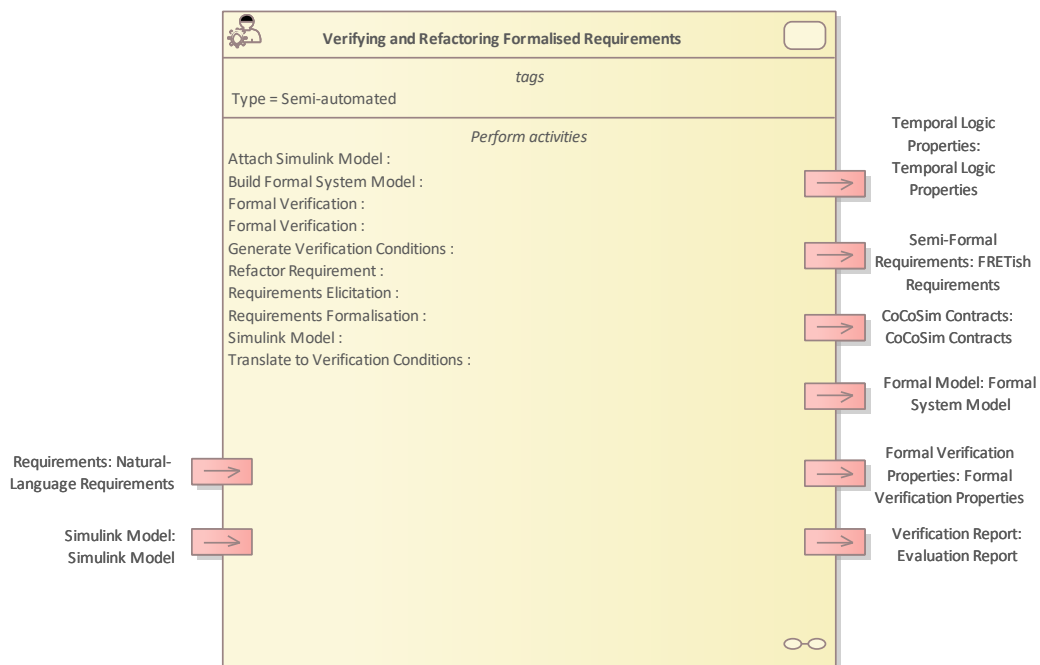 Verifying and Refactoring Formalised Requirements
tags
Type = Semi-automated
Perform activities
Attach Simulink Model :
Build Formal System Model :
Formal Verification :
Formal Verification :
Generate Verification Conditions :
Refactor Requirement :
Requirements Elicitation :
Requirements Formalisation :
Simulink Model :
Translate to Verification Conditions :
Requirements: Natural-
Language Requirements
Simulink Model:
Simulink Model
Temporal Logic
Properties:
Temporal Logic
Properties
Semi-Formal
Requirements: FRETish
Requirements
CoCoSim Contracts:
CoCoSim Contracts
Formal Model: Formal
System Model
Formal Verification
Properties: Formal
Verification Properties
Verification Report:
Evaluation Report